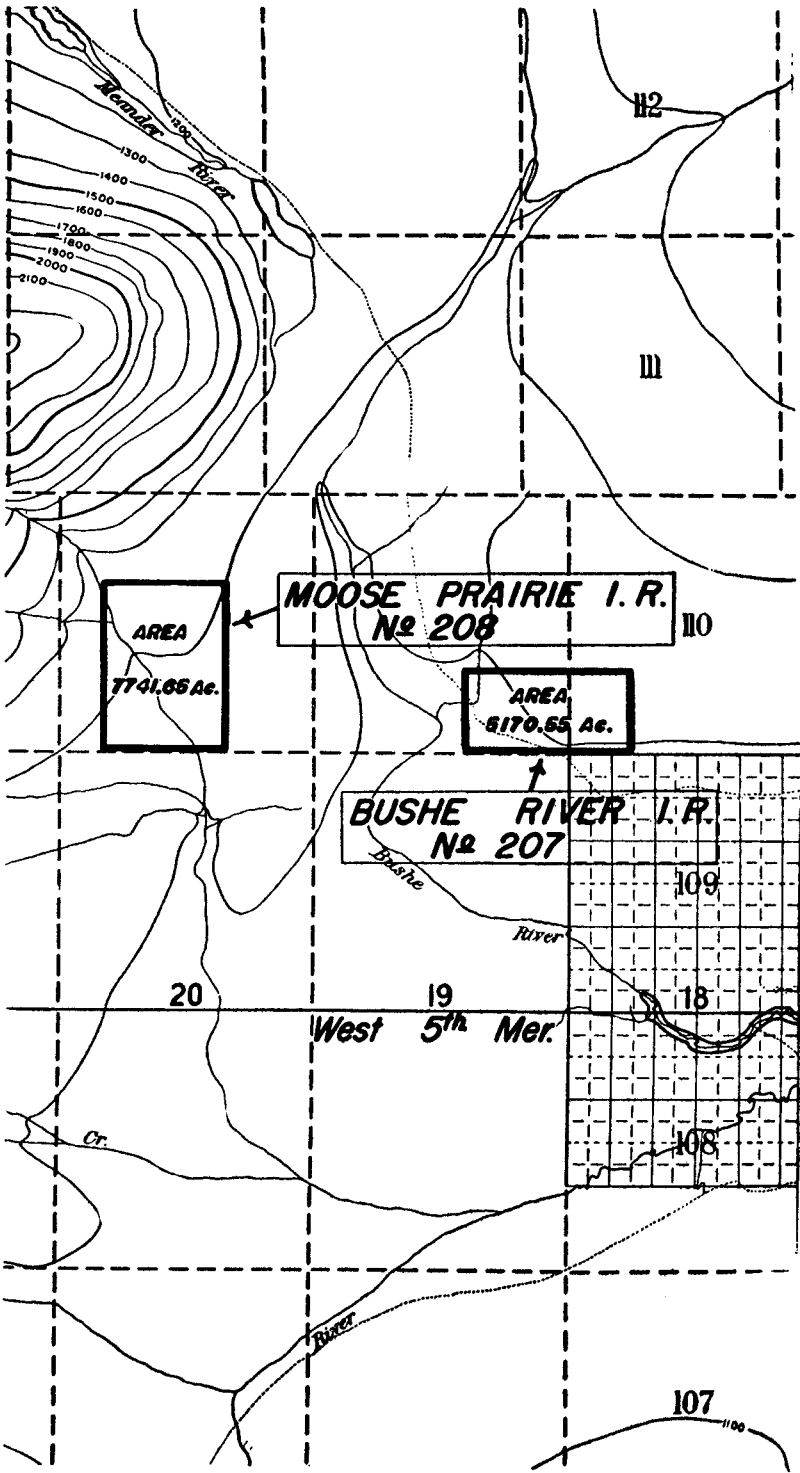 112
Meander
River
1200
1300
1400
1500
1600
1700
1800
1900
2000
2100
111
MOOSE PRAIRIE I. R.
No 208
110
AREA
7741.65 Ac.
AREA
5170.55 Ac.
BUSHE RIVER I. R.
No 207
Bushe
109
River
20
19
18
West 5th Mer.
Cr.
108
River
107
1100